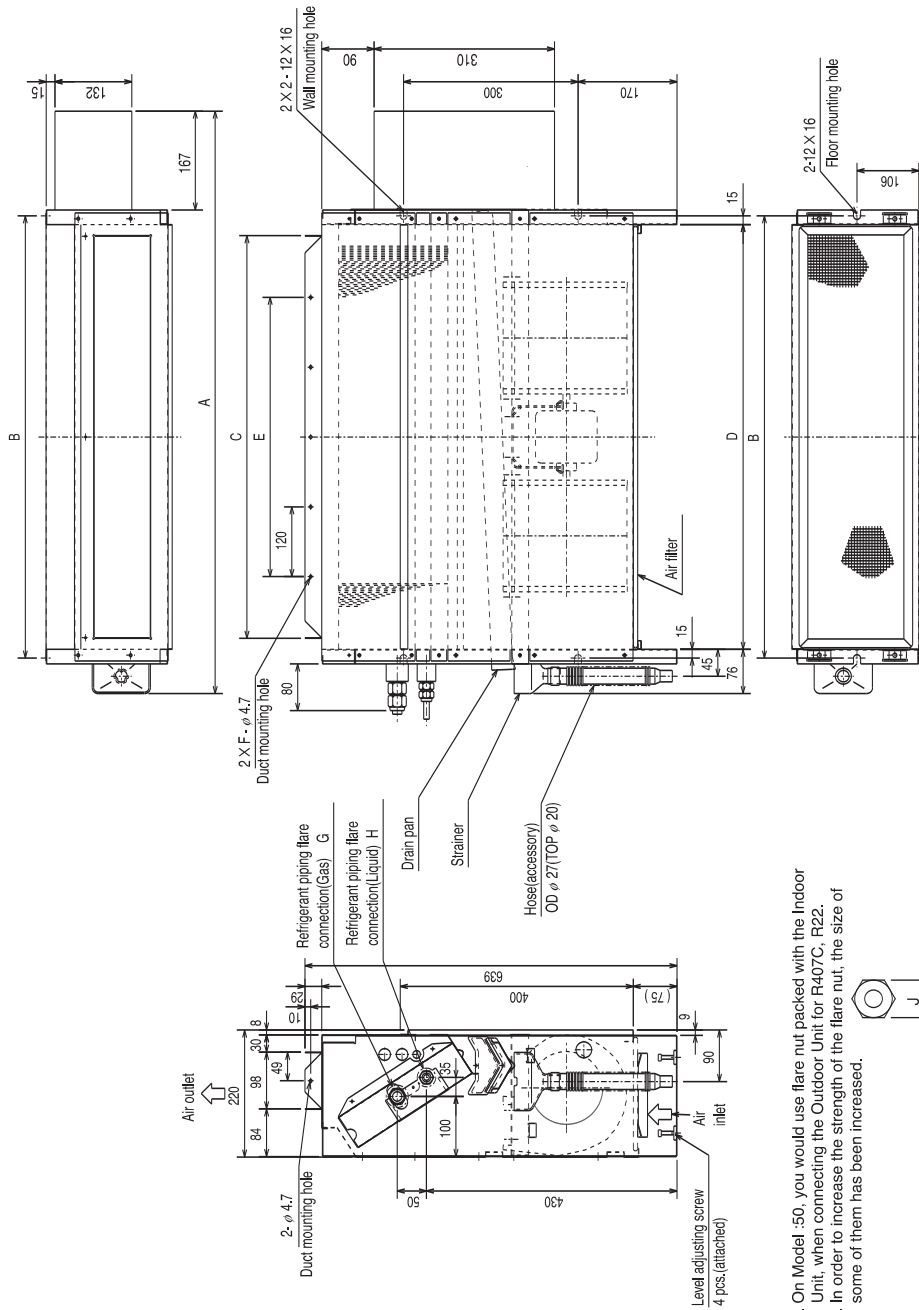 15
132
167
B
A
90
310
300
170
2 X 2 - 12 X 16
Wall mounting hole
15
C
E
120
2 X F - φ 4.7
Duct mounting hole
80
Drain pan
Strainer
Hose(accessory)
OD φ 27(TOP φ 20)
Air filter
15
45
76
D
B
2-12 X 16
Floor mounting hole
106
Air outlet
220
84
98
49
30
8
10
29
2- φ 4.7
Duct mounting hole
Refrigerant piping flare
connection(Gas) G
Refrigerant piping flare
connection(Liquid) H
639
400
(75)
9
90
35
100
50
430
Air
inlet
Level adjusting screw
4 pcs.(attached)
. On Model :50, you would use flare nut packed with the Indoor
Unit, when connecting the Outdoor Unit for R407C, R22.
. In order to increase the strength of the flare nut, the size of
some of them has been increased.
J